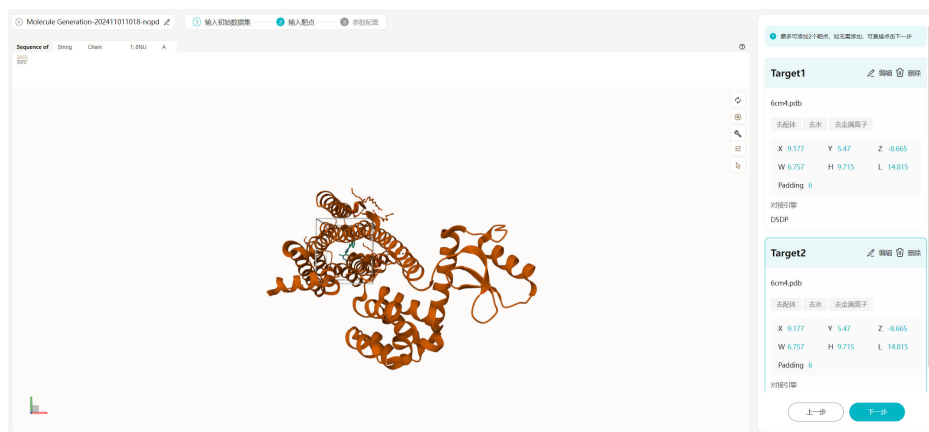 Molecule Generation-202411011018-nopd
1 输入初始数据集
2 输入靶点
3 参数配置
Sequence of String Chain 1: 8NU A
2001
8NU
最多可添加2个靶点，如无需添加，可直接点击下一步
Target1 编辑 删除
6cm4.pdb
去配体 去水 去金属离子
X 9.177 Y 5.47 Z -8.665
W 6.757 H 9.715 L 14.815
Padding 6
对接引擎
DSDP
Target2 编辑 删除
6cm4.pdb
去配体 去水 去金属离子
X 9.177 Y 5.47 Z -8.665
W 6.757 H 9.715 L 14.815
Padding 6
对接引擎
上一步 下一步